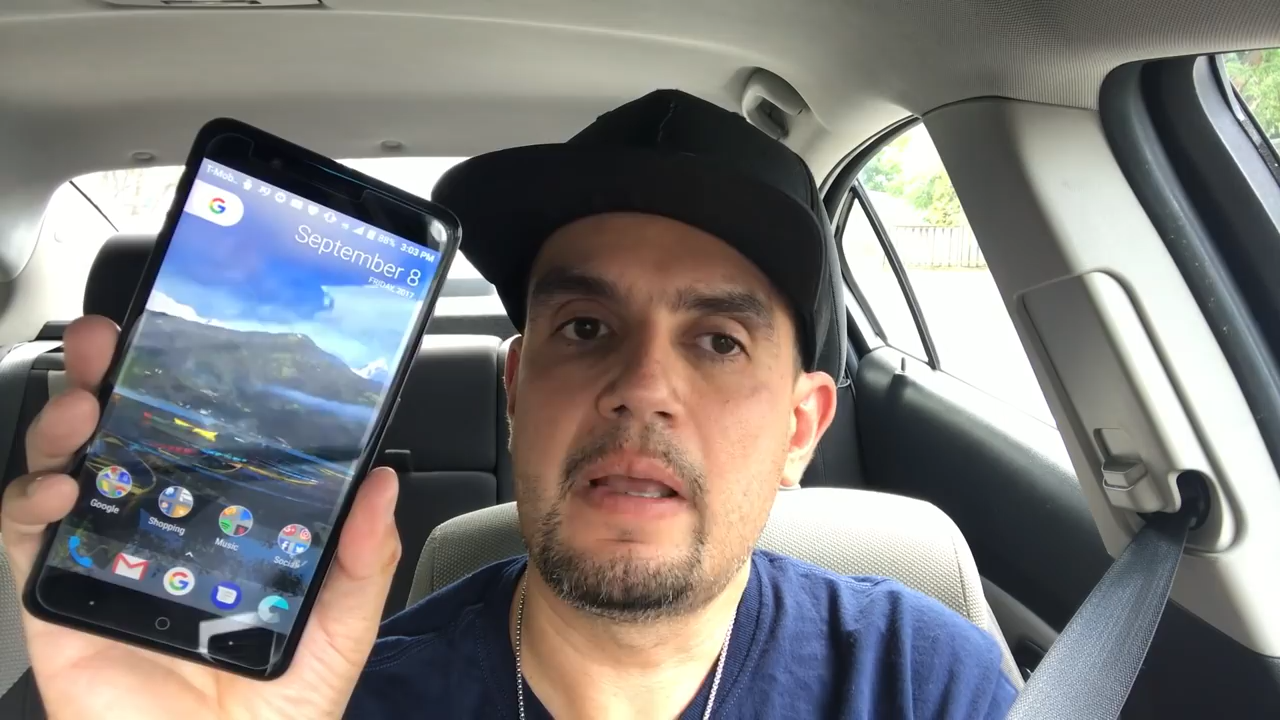 T-Mob.. 88% 3:03 PM
G
September 8
FRIDAY, 2017
Google
Shopping
Music
Social